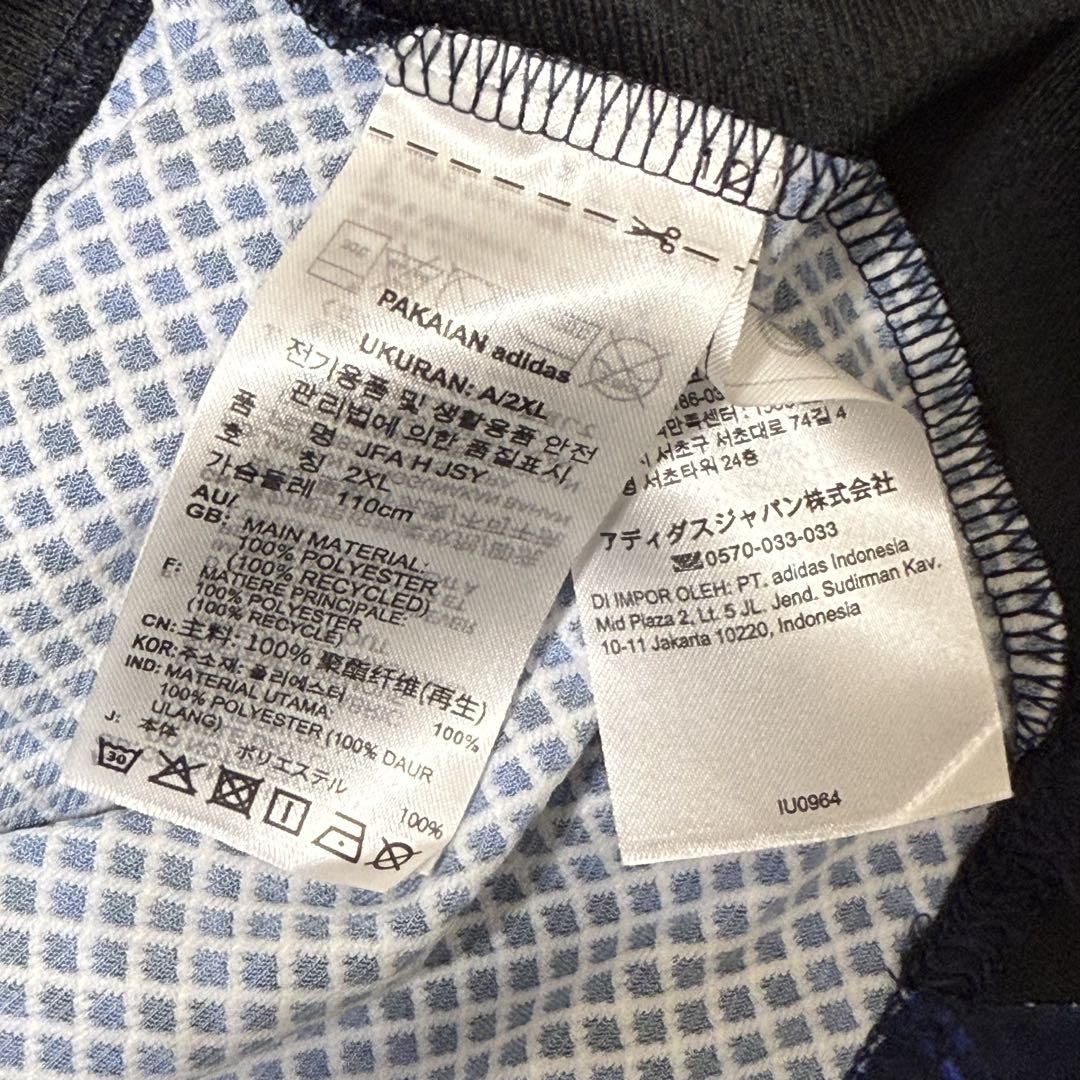 12
PAKAIAN adidas
UKURAN: A/2XL
전기용품 및 생활용품 안전
관리법에 의한 품질표시
품 명 JFA H JSY
호 칭 2XL
가슴둘레 110cm
AU/
GB: MAIN MATERIAL:
100% POLYESTER
(100% RECYCLED)
F: MATIERE PRINCIPALE:
100% POLYESTER
(100% RECYCLE)
CN: 主料: 100% 聚酯纤维(再生)
KOR: 주소재: 폴리에스터 100%
IND: MATERIAL UTAMA:
100% POLYESTER (100% DAUR
ULANG)
J: 本体 ポリエステル 100%
30
만족센터 :
서초구 서초대로 74길 4
서초타워 24층
アディダスジャパン株式会社
0570-033-033
DI IMPOR OLEH: PT. adidas Indonesia
Mid Plaza 2, Lt. 5 JL. Jend. Sudirman Kav.
10-11 Jakarta 10220, Indonesia
IU0964